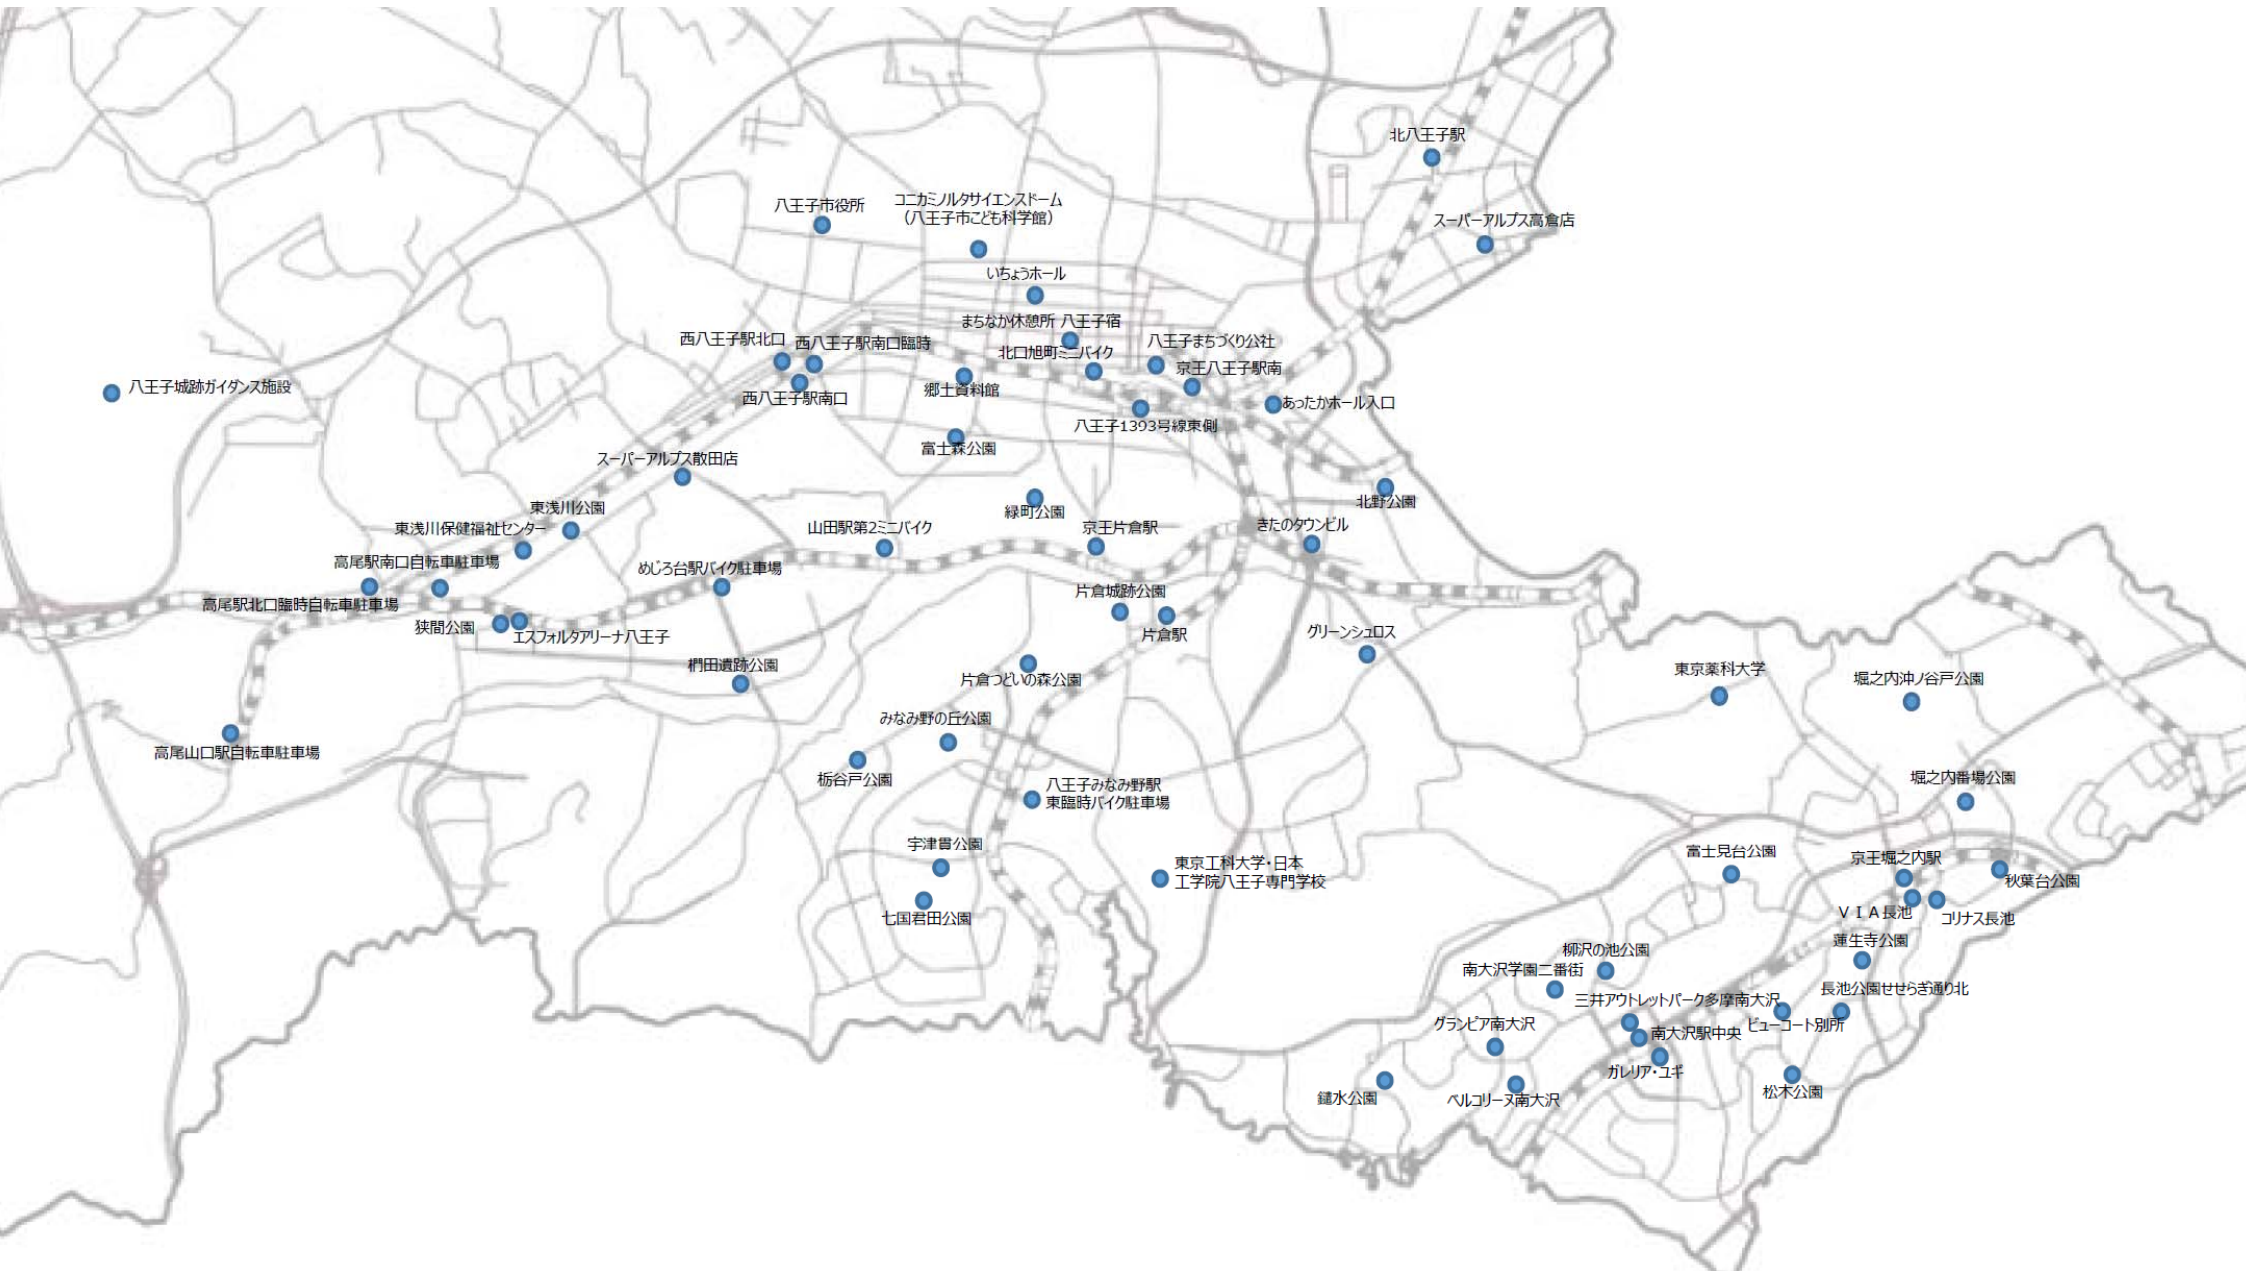 北八王子駅
八王子市役所
コニカミノルタサイエンスドーム
（八王子市こども科学館）
スーパーアルプス高倉店
いちょうホール
まちなか休憩所 八王子宿
西八王子駅北口
西八王子駅南口臨時
八王子まちづくり公社
北口旭町ミニバイク
京王八王子駅南
八王子城跡ガイダンス施設
郷土資料館
西八王子駅南口
あったかホール入口
八王子1393号線東側
富士森公園
スーパーアルプス散田店
北野公園
東浅川公園
緑町公園
東浅川保健福祉センター
山田駅第2ミニバイク
京王片倉駅
きたのタウンビル
高尾駅南口自転車駐車場
めじろ台駅バイク駐車場
片倉城跡公園
高尾駅北口臨時自転車駐車場
狭間公園
エスフォルタアリーナ八王子
片倉駅
グリーンシュロス
椚田遺跡公園
東京薬科大学
堀之内沖ノ谷戸公園
片倉つどいの森公園
みなみ野の丘公園
高尾山口駅自転車駐車場
栃谷戸公園
八王子みなみ野駅
東臨時バイク駐車場
堀之内番場公園
宇津貫公園
富士見台公園
京王堀之内駅
東京工科大学・日本
工学院八王子専門学校
秋葉台公園
七国君田公園
ＶＩＡ長池
コリナス長池
蓮生寺公園
柳沢の池公園
南大沢学園二番街
長池公園せせらぎ通り北
三井アウトレットパーク多摩南大沢
グランピア南大沢
ビューコート別所
南大沢駅中央
ガレリア・ユギ
松木公園
鑓水公園
ベルコリーヌ南大沢